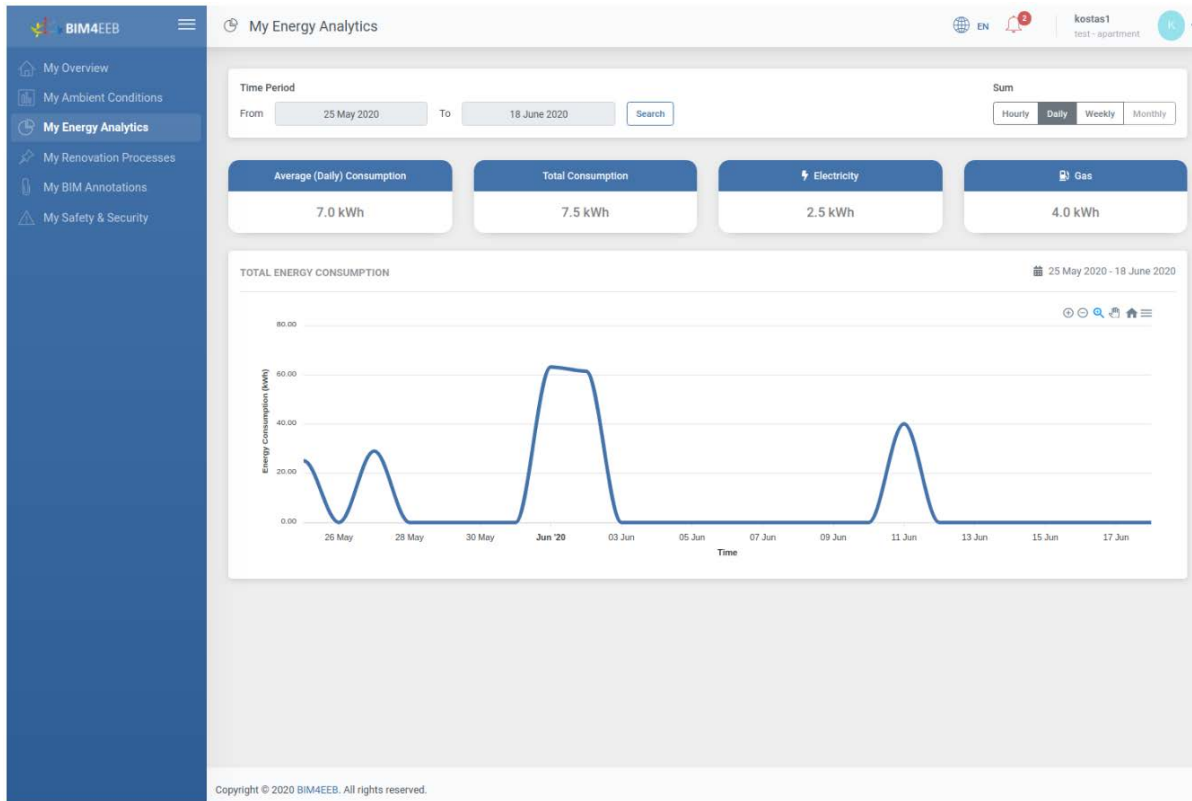 BIM4EEB
My Energy Analytics
EN
2
kostas1
test - apartment
K
My Overview
My Ambient Conditions
My Energy Analytics
My Renovation Processes
My BIM Annotations
My Safety & Security
Time Period
From 25 May 2020 To 18 June 2020 Search
Sum
Hourly Daily Weekly Monthly
Average (Daily) Consumption
7.0 kWh
Total Consumption
7.5 kWh
Electricity
2.5 kWh
Gas
4.0 kWh
TOTAL ENERGY CONSUMPTION
25 May 2020 - 18 June 2020
Energy Consumption (kWh)
80.00
60.00
40.00
20.00
0.00
26 May 28 May 30 May Jun '20 03 Jun 05 Jun 07 Jun 09 Jun 11 Jun 13 Jun 15 Jun 17 Jun
Time
Copyright © 2020 BIM4EEB. All rights reserved.